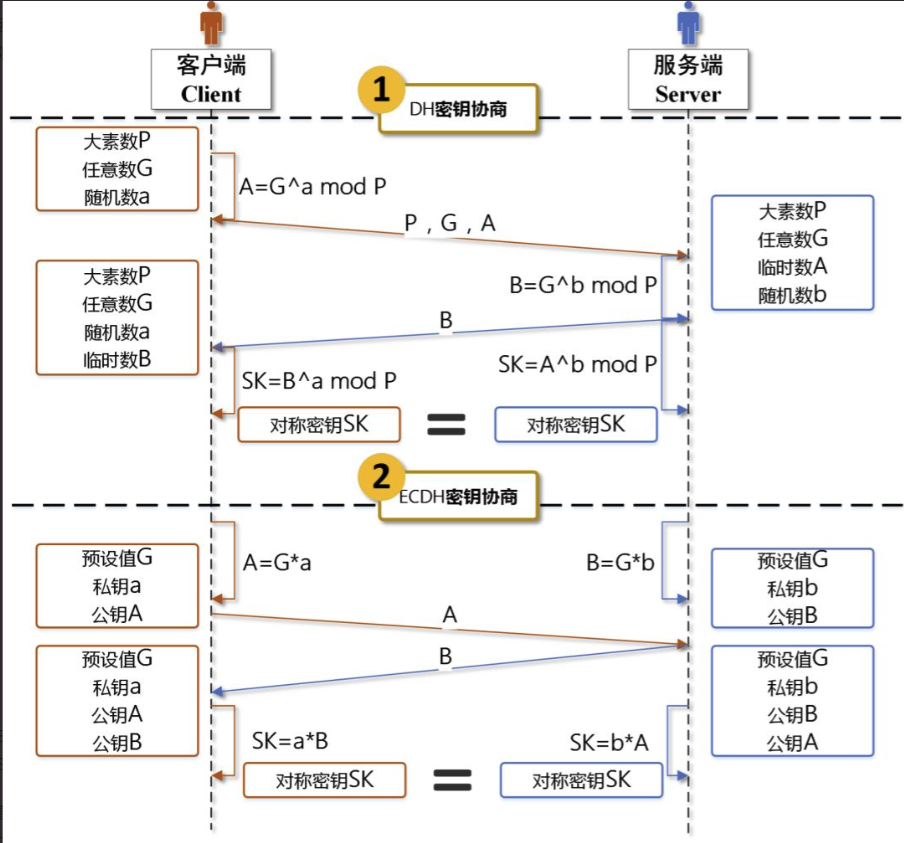 客户端
Client
服务端
Server
1
DH密钥协商
大素数P
任意数G
随机数a
A=G^a mod P
P，G，A
大素数P
任意数G
临时数A
随机数b
B=G^b mod P
大素数P
任意数G
随机数a
临时数B
B
SK=B^a mod P
SK=A^b mod P
对称密钥SK
=
对称密钥SK
2
ECDH密钥协商
预设值G
私钥a
公钥A
A=G*a
B=G*b
预设值G
私钥b
公钥B
A
B
预设值G
私钥a
公钥A
公钥B
预设值G
私钥b
公钥B
公钥A
SK=a*B
SK=b*A
对称密钥SK
=
对称密钥SK